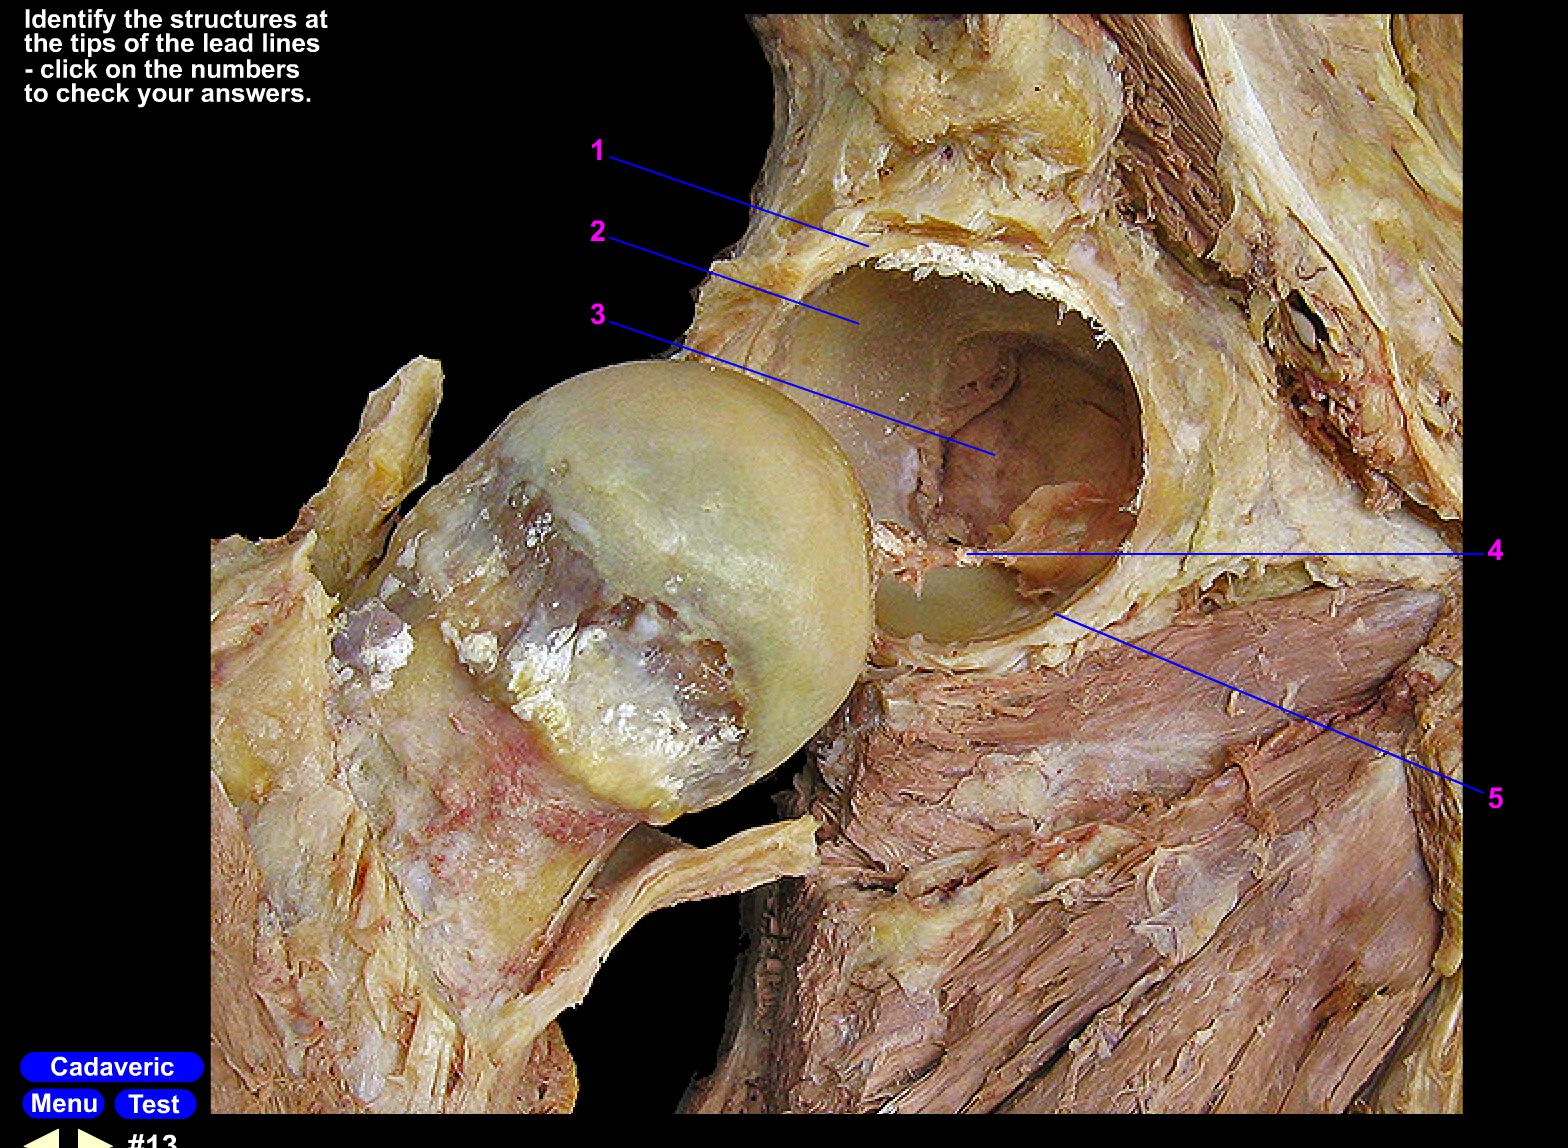 Identify the structures at
the tips of the lead lines
- click on the numbers
to check your answers.
1
2
3
4
5
Cadaveric
Menu Test
#13